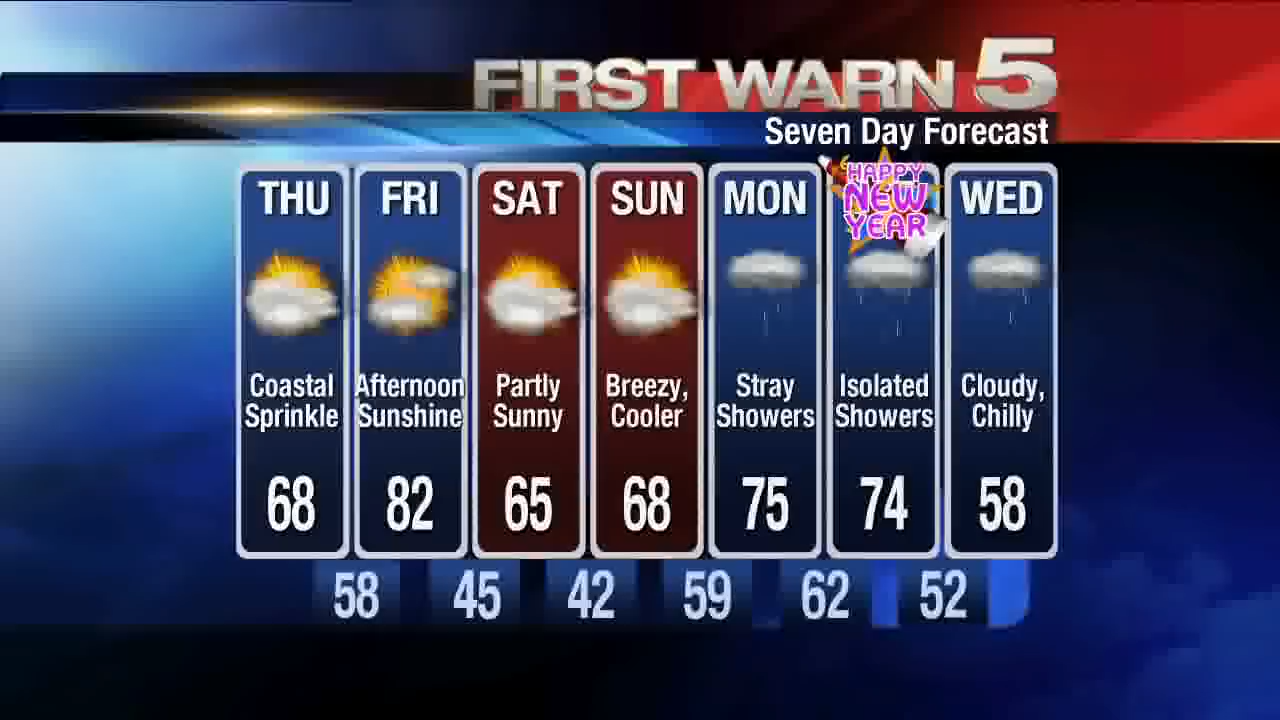 FIRST WARN 5
Seven Day Forecast
THU FRI SAT SUN MON HAPPY NEW YEAR WED
Coastal Sprinkle
Afternoon Sunshine
Partly Sunny
Breezy, Cooler
Stray Showers
Isolated Showers
Cloudy, Chilly
68 82 65 68 75 74 58
58 45 42 59 62 52